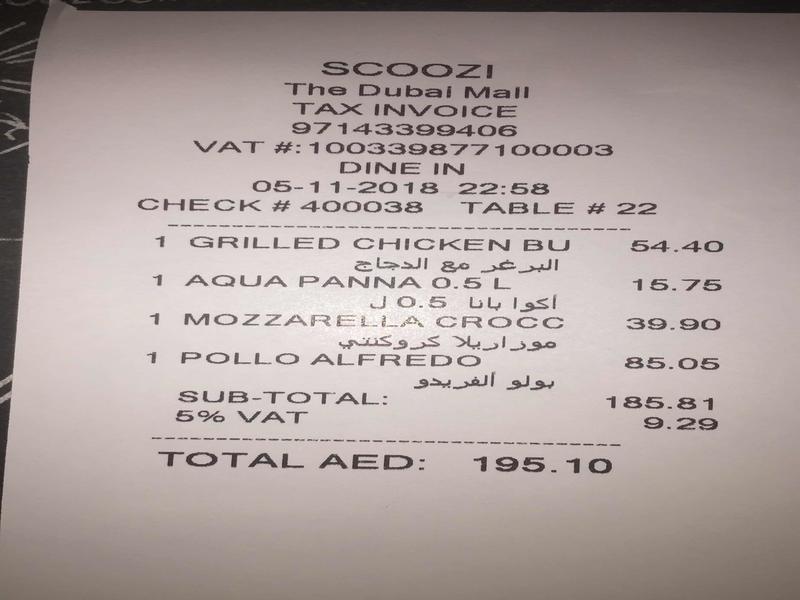 SCOOZI
The Dubai Mall
TAX INVOICE
97143399406
VAT #:100339877100003
DINE IN
05-11-2018 22:58
CHECK # 400038 TABLE # 22
1 GRILLED CHICKEN BU 54.40
البرغر مع الدجاج
1 AQUA PANNA 0.5 L 15.75
أكوا بانا 0.5 ل
1 MOZZARELLA CROCC 39.90
موزاريلا كروكنتي
1 POLLO ALFREDO 85.05
بولو ألفريدو
SUB-TOTAL: 185.81
5% VAT 9.29
TOTAL AED: 195.10